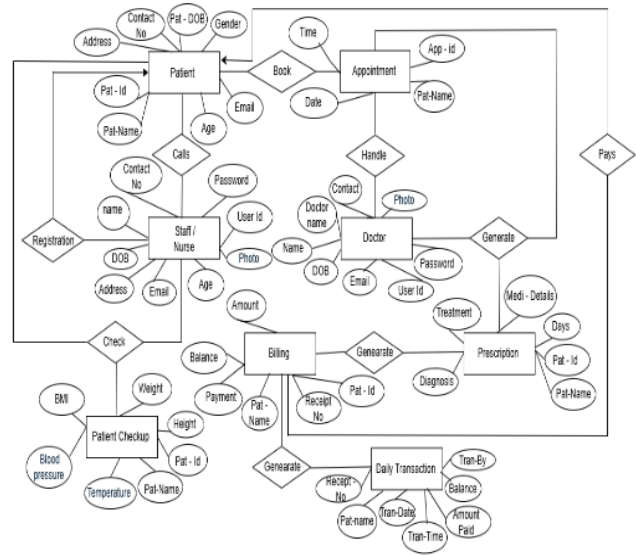 Contact
No
Pat - DOB
Gender
Address
Time
App - id
Patient
Book
Appointment
Pat - Id
Email
Date
Pat-Name
Pat-Name
Age
Calls
Handle
Pays
Contact
No
Password
Contact
Photo
name
User Id
Doctor
name
Registration
Staff /
Nurse
Name
Doctor
Generate
DOB
Photo
DOB
Password
Address
Email
Age
Email
User Id
Amount
Treatment
Medi - Details
Days
Check
Balance
Billing
Genearate
Prescription
Pat - Id
Weight
Payment
Pat -
Name
Receipt
No
Pat - Id
Diagnosis
Pat-Name
BMI
Height
Patient Checkup
Pat - Id
Blood
pressure
Temperature
Pat-Name
Genearate
Daily Transaction
Tran-By
Recept -
No
Balance
Pat-name
Tran-Date
Amount
Paid
Tran-Time